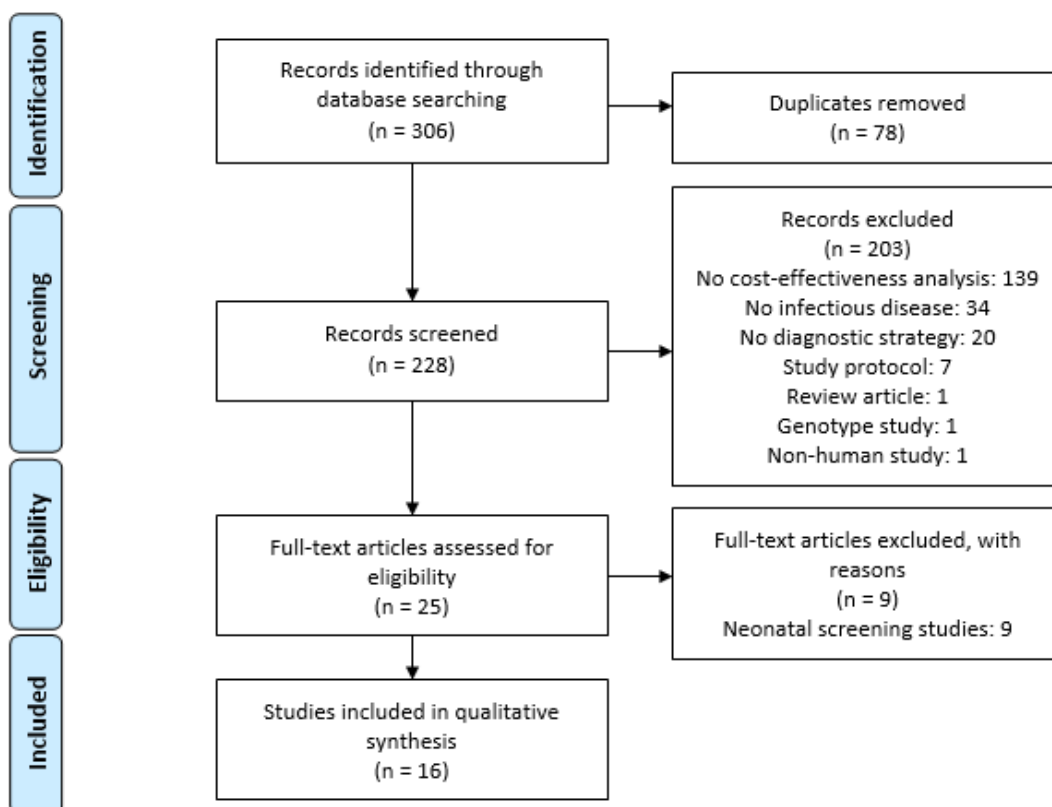 Identification
Records identified through
database searching
(n = 306)
Duplicates removed
(n = 78)
Screening
Records screened
(n = 228)
Records excluded
(n = 203)
No cost-effectiveness analysis: 139
No infectious disease: 34
No diagnostic strategy: 20
Study protocol: 7
Review article: 1
Genotype study: 1
Non-human study: 1
Eligibility
Full-text articles assessed for
eligibility
(n = 25)
Full-text articles excluded, with
reasons
(n = 9)
Neonatal screening studies: 9
Included
Studies included in qualitative
synthesis
(n = 16)